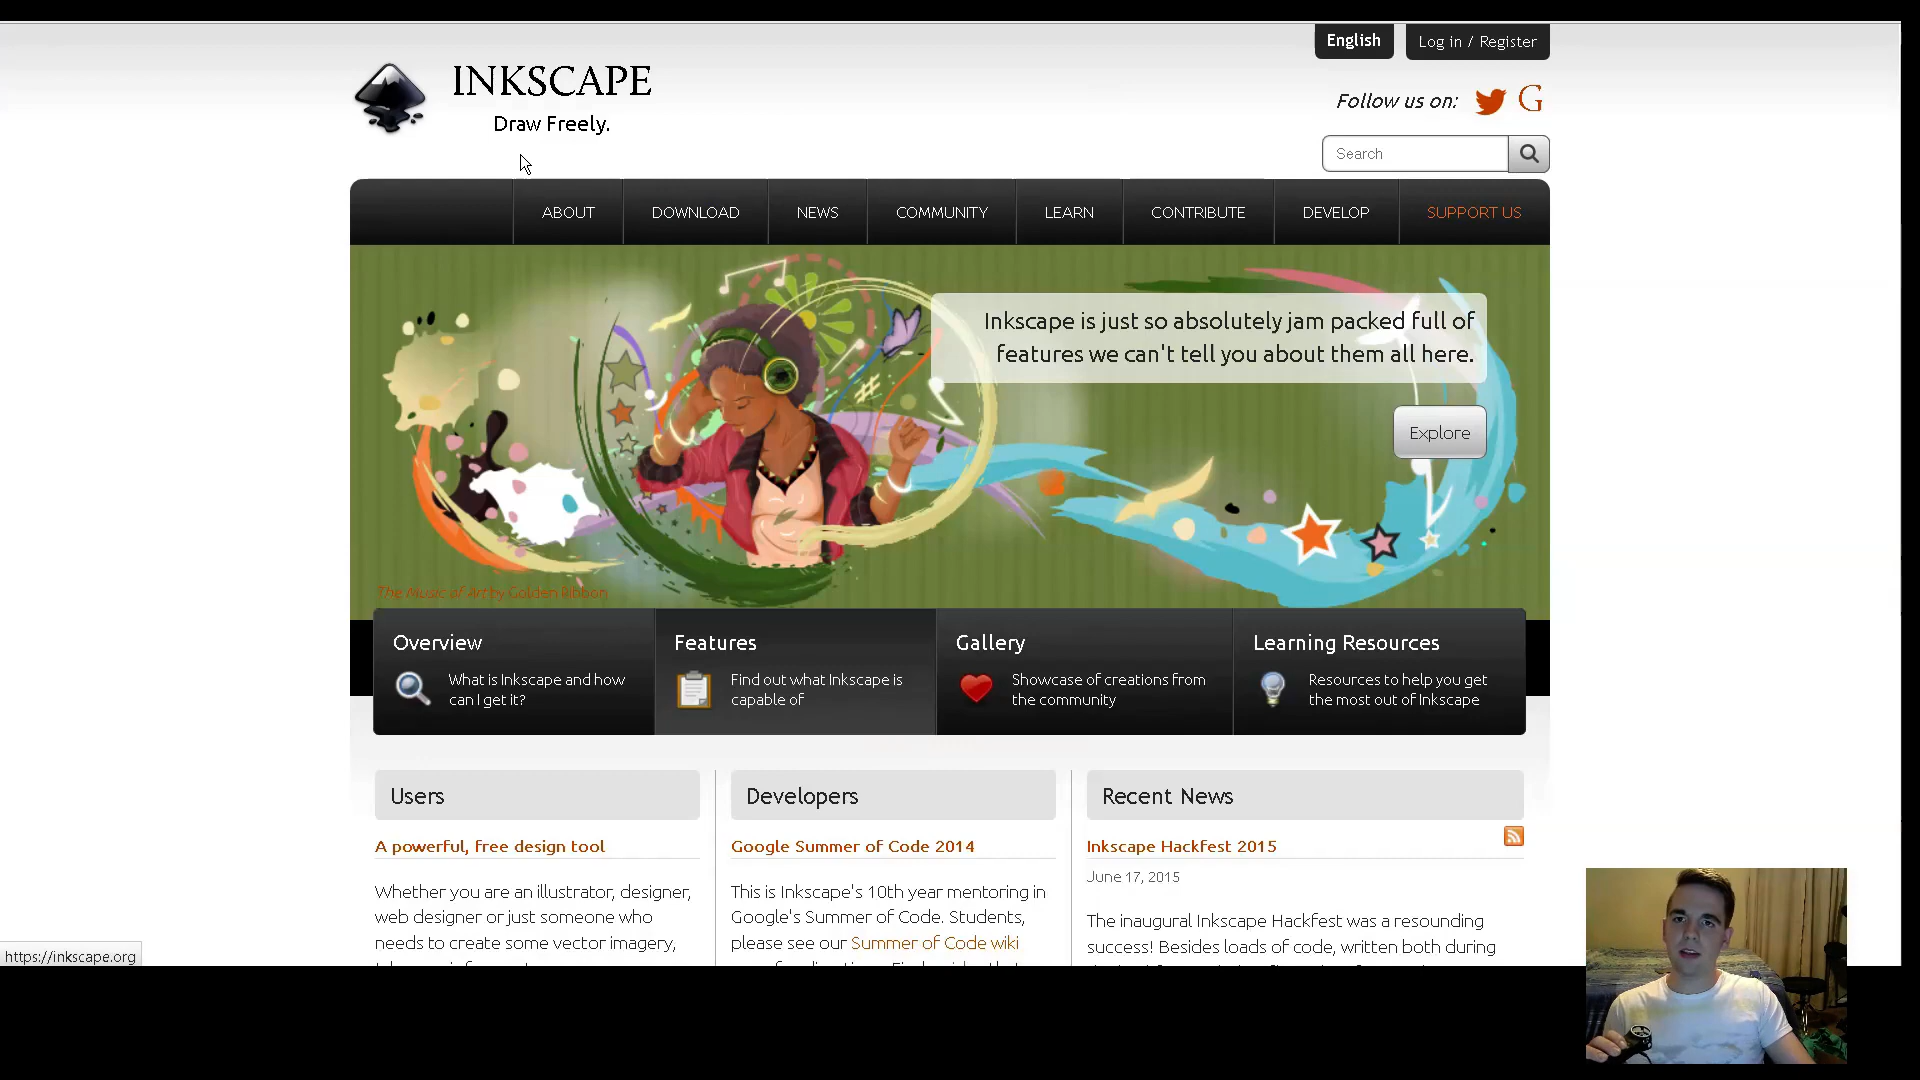 English
Log in / Register
INKSCAPE
Draw Freely.
Follow us on:
Search
ABOUT
DOWNLOAD
NEWS
COMMUNITY
LEARN
CONTRIBUTE
DEVELOP
SUPPORT US
Inkscape is just so absolutely jam packed full of
features we can't tell you about them all here.
Explore
The Music of Art by Golden Ribbon
Overview
What is Inkscape and how
can I get it?
Features
Find out what Inkscape is
capable of
Gallery
Showcase of creations from
the community
Learning Resources
Resources to help you get
the most out of Inkscape
Users
A powerful, free design tool
Whether you are an illustrator, designer,
web designer or just someone who
needs to create some vector imagery,
Developers
Google Summer of Code 2014
This is Inkscape's 10th year mentoring in
Google's Summer of Code. Students,
please see our Summer of Code wiki
Recent News
Inkscape Hackfest 2015
June 17, 2015
The inaugural Inkscape Hackfest was a resounding
success! Besides loads of code, written both during
https://inkscape.org